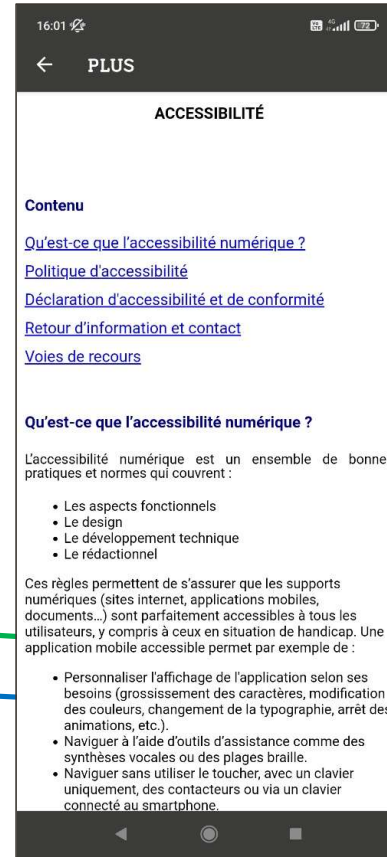 16:01
VoLTE 4G 72
PLUS
ACCESSIBILITÉ
Contenu
Qu'est-ce que l'accessibilité numérique ?
Politique d'accessibilité
Déclaration d'accessibilité et de conformité
Retour d'information et contact
Voies de recours
Qu'est-ce que l'accessibilité numérique ?
L'accessibilité numérique est un ensemble de bonne
pratiques et normes qui couvrent :
• Les aspects fonctionnels
• Le design
• Le développement technique
• Le rédactionnel
Ces règles permettent de s'assurer que les supports
numériques (sites internet, applications mobiles,
documents…) sont parfaitement accessibles à tous les
utilisateurs, y compris à ceux en situation de handicap. Une
application mobile accessible permet par exemple de :
• Personnaliser l'affichage de l'application selon ses
besoins (grossissement des caractères, modification
des couleurs, changement de la typographie, arrêt des
animations, etc.).
• Naviguer à l'aide d'outils d'assistance comme des
synthèses vocales ou des plages braille.
• Naviguer sans utiliser le toucher, avec un clavier
uniquement, des contacteurs ou via un clavier
connecté au smartphone.